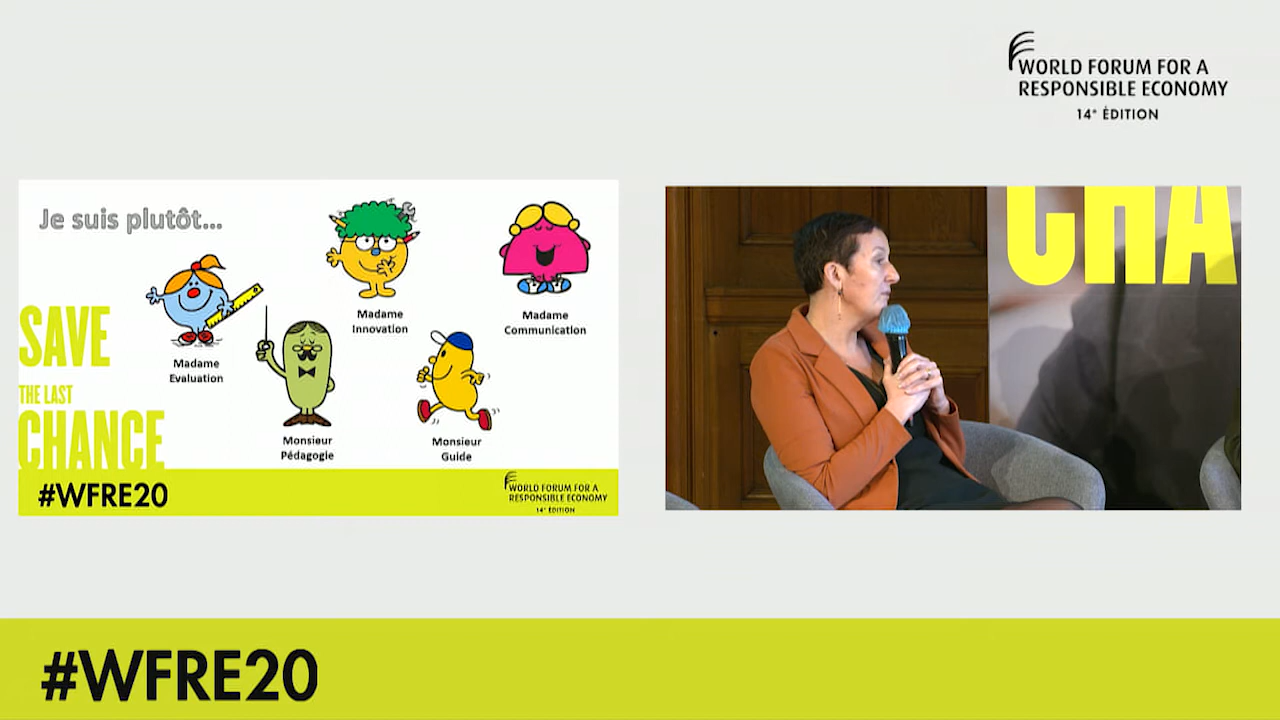 WORLD FORUM FOR A
RESPONSIBLE ECONOMY
14ᵉ ÉDITION
Je suis plutôt...
Madame
Innovation
Madame
Communication
Madame
Evaluation
Monsieur
Pédagogie
Monsieur
Guide
SAVE
THE LAST
CHANCE
#WFRE20
WORLD FORUM FOR A
RESPONSIBLE ECONOMY
14ᵉ ÉDITION
CHA
#WFRE20